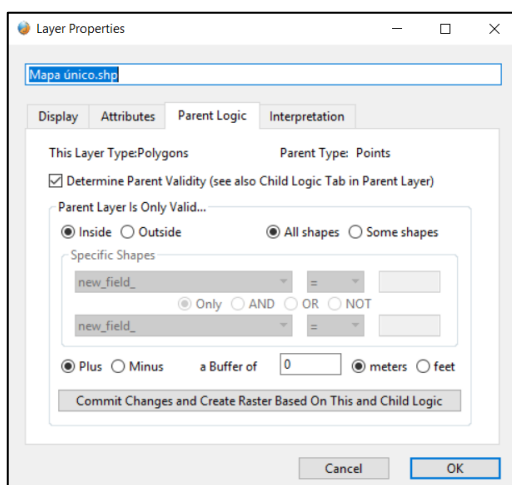 Layer Properties
Mapa único.shp
Display Attributes Parent Logic Interpretation
This Layer Type:Polygons Parent Type: Points
Determine Parent Validity (see also Child Logic Tab in Parent Layer)
Parent Layer Is Only Valid...
Inside Outside All shapes Some shapes
Specific Shapes
new_field_ =
Only AND OR NOT
new_field_ =
Plus Minus a Buffer of 0 meters feet
Commit Changes and Create Raster Based On This and Child Logic
Cancel OK